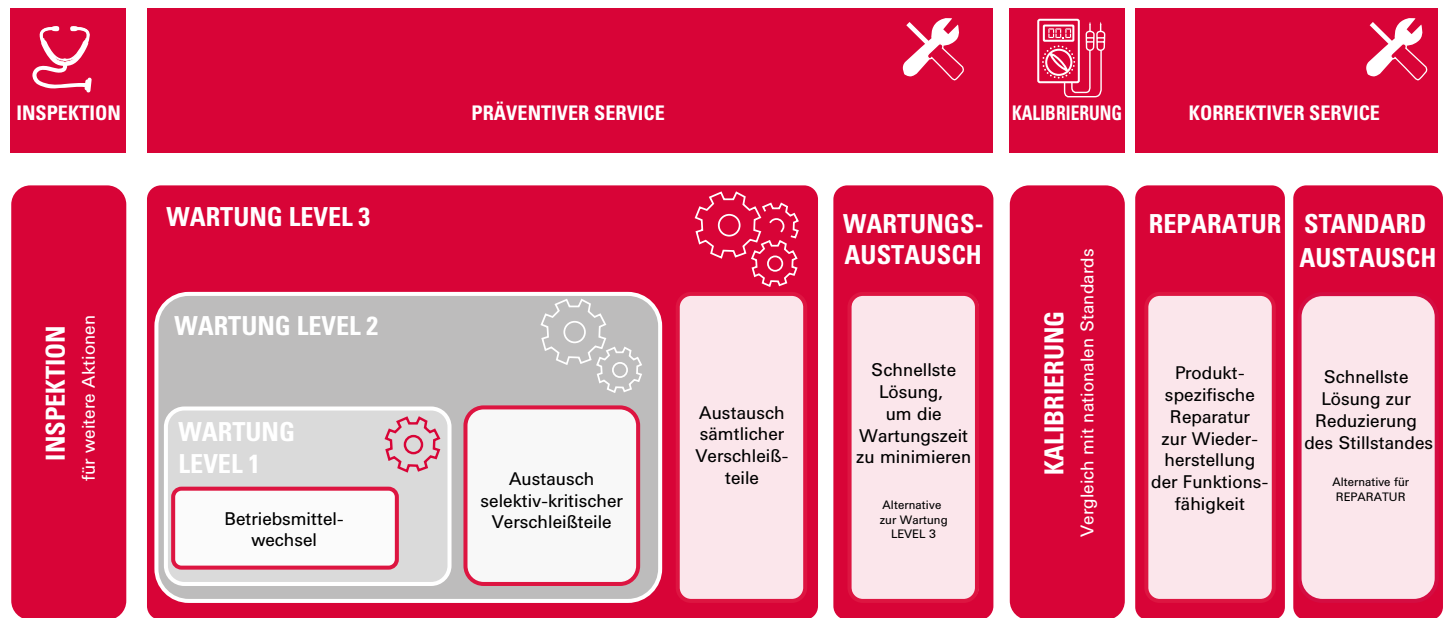 INSPEKTION
PRÄVENTIVER SERVICE
00.0
KALIBRIERUNG
KORREKTIVER SERVICE
INSPEKTION
für weitere Aktionen
WARTUNG LEVEL 3
WARTUNG LEVEL 2
WARTUNG
LEVEL 1
Betriebsmittel-
wechsel
Austausch
selektiv-kritischer
Verschleißteile
Austausch
sämtlicher
Verschleiß-
teile
WARTUNGS-
AUSTAUSCH
Schnellste
Lösung,
um die
Wartungszeit
zu minimieren
Alternative
zur Wartung
LEVEL 3
KALIBRIERUNG
Vergleich mit nationalen Standards
REPARATUR
Produkt-
spezifische
Reparatur
zur Wieder-
herstellung
der Funktions-
fähigkeit
STANDARD
AUSTAUSCH
Schnellste
Lösung zur
Reduzierung
des Stillstandes
Alternative für
REPARATUR